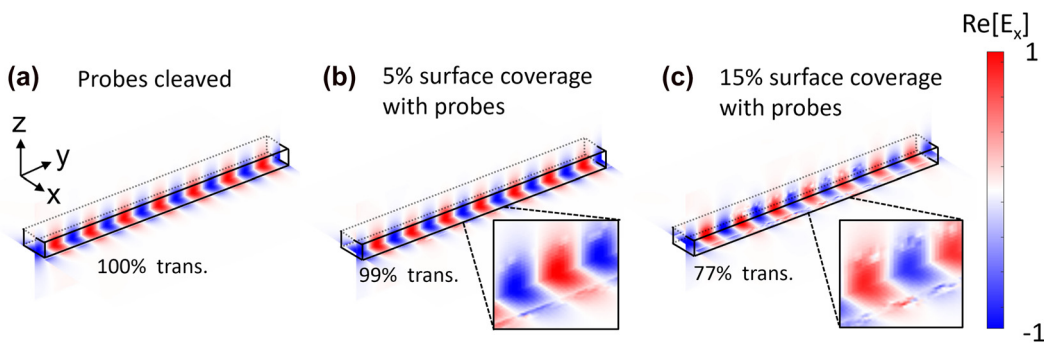 Re[Eₓ]
1
(a) Probes cleaved
(b) 5% surface coverage
with probes
(c) 15% surface coverage
with probes
z
y
x
100% trans.
99% trans.
77% trans.
-1